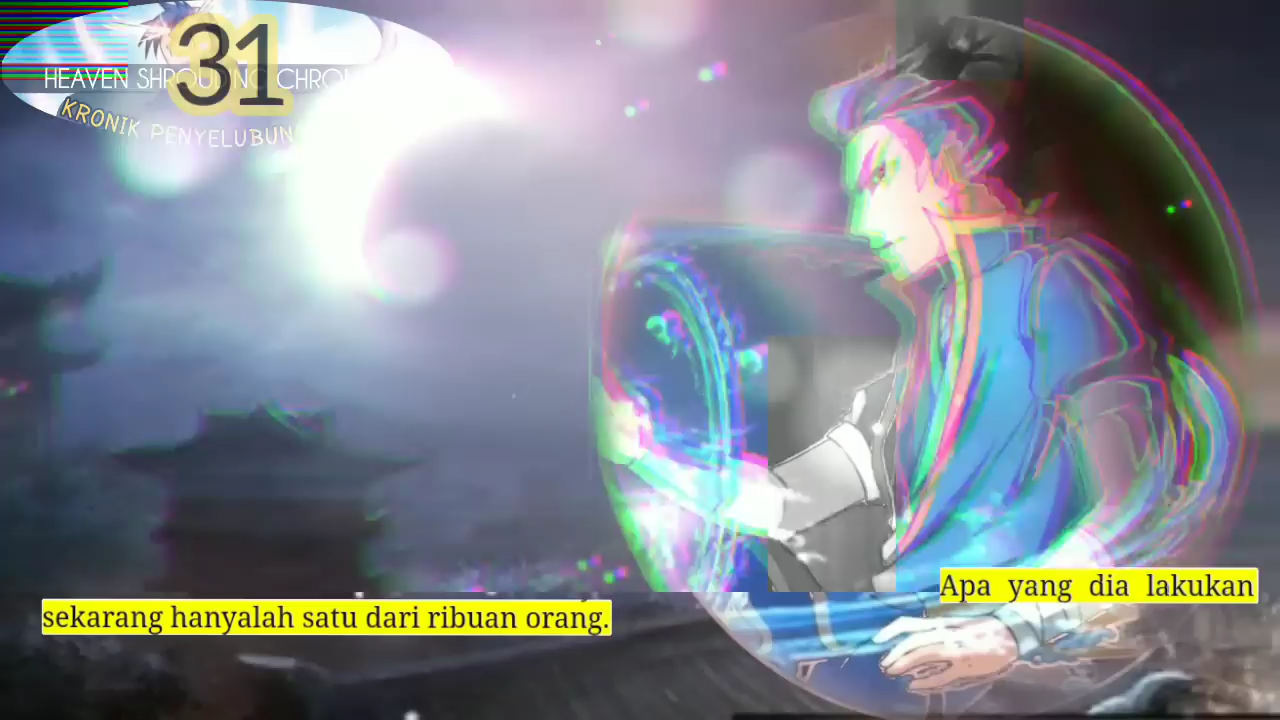 31
HEAVEN SHROUDING CHRO
KRONIK PENYELUBUN
Apa yang dia lakukan
sekarang hanyalah satu dari ribuan orang.